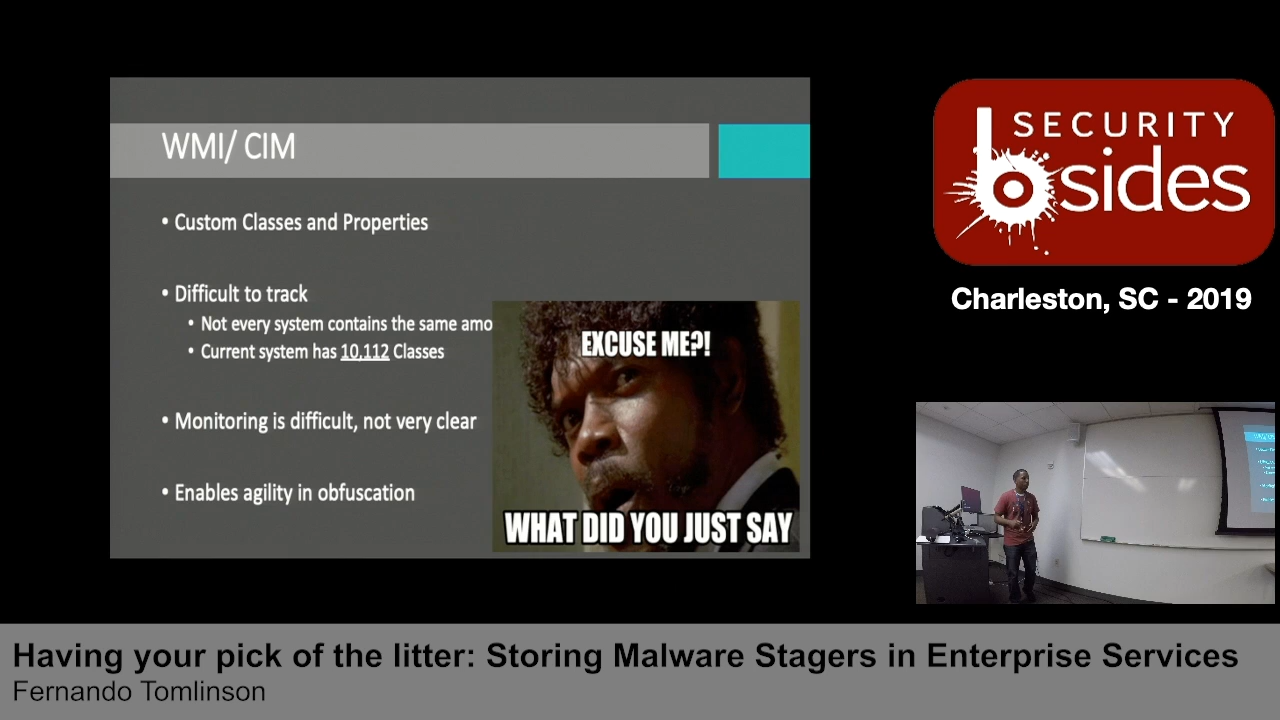 WMI/ CIM
• Custom Classes and Properties
• Difficult to track
• Not every system contains the same amo
• Current system has 10,112 Classes
• Monitoring is difficult, not very clear
• Enables agility in obfuscation
EXCUSE ME?!
WHAT DID YOU JUST SAY
SECURITY
bsides
Charleston, SC - 2019
Having your pick of the litter: Storing Malware Stagers in Enterprise Services
Fernando Tomlinson